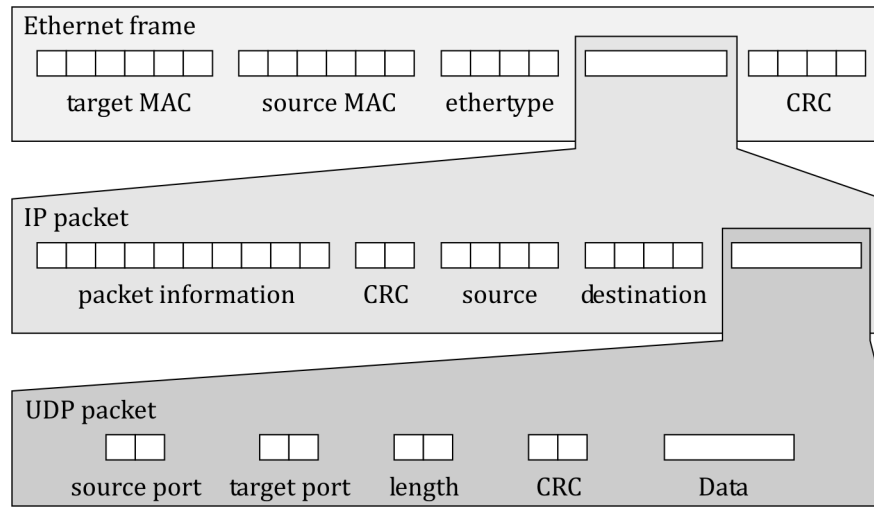 Ethernet frame
target MAC source MAC ethertype CRC
IP packet
packet information CRC source destination
UDP packet
source port target port length CRC Data